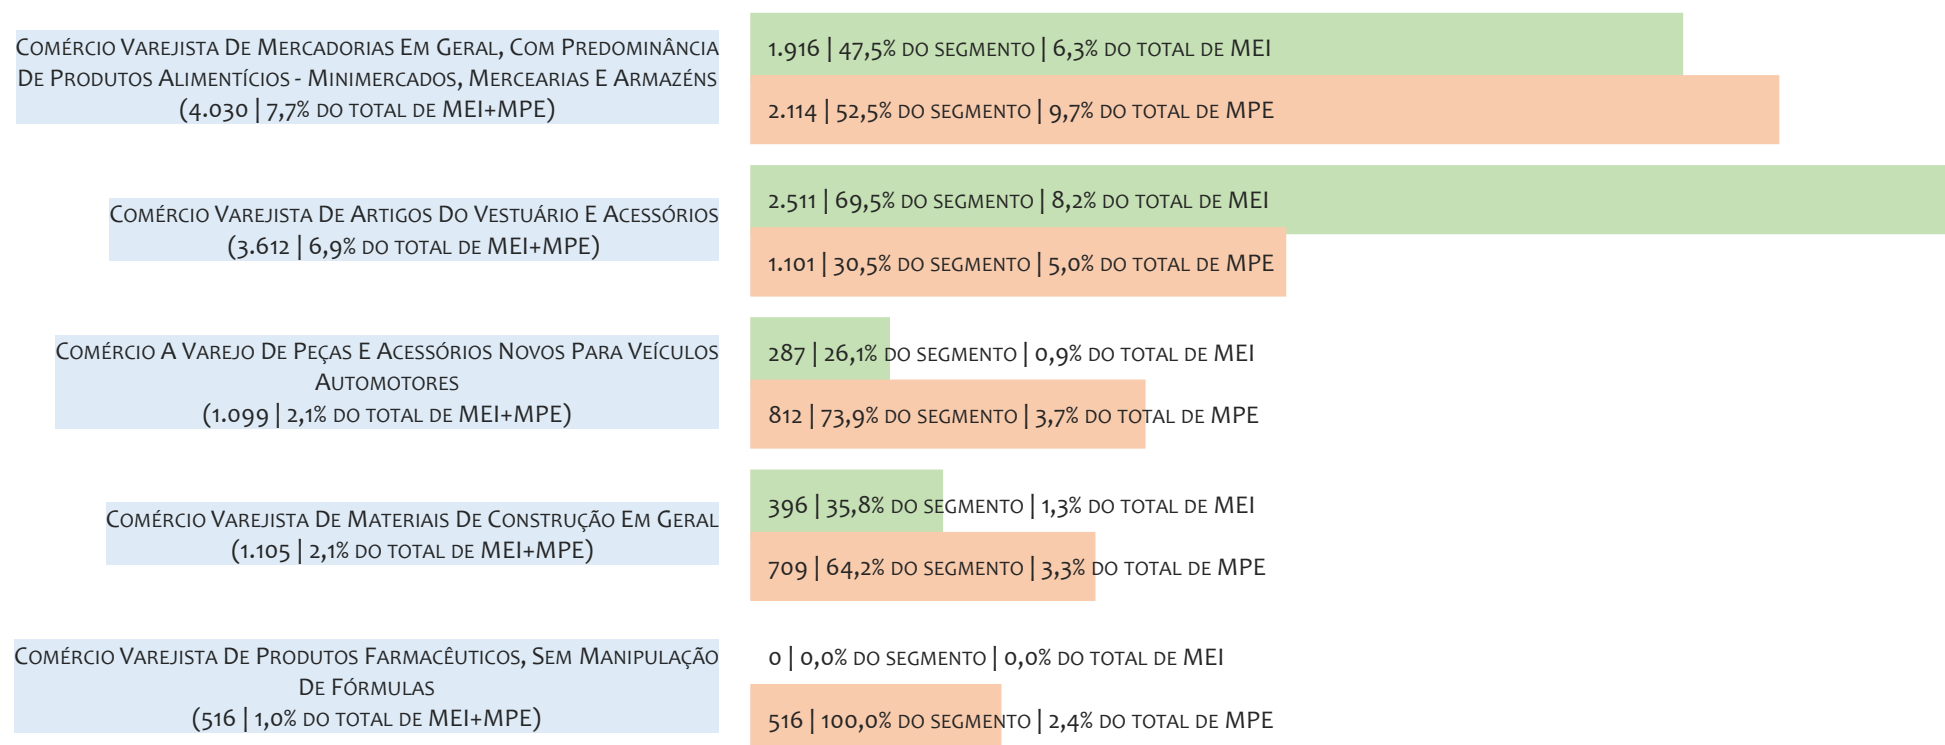 Comércio Varejista De Mercadorias Em Geral, Com Predominância
De Produtos Alimentícios - Minimercados, Mercearias E Armazéns
(4.030 | 7,7% do total de MEI+MPE)
1.916 | 47,5% do segmento | 6,3% do total de MEI
2.114 | 52,5% do segmento | 9,7% do total de MPE
Comércio Varejista De Artigos Do Vestuário E Acessórios
(3.612 | 6,9% do total de MEI+MPE)
2.511 | 69,5% do segmento | 8,2% do total de MEI
1.101 | 30,5% do segmento | 5,0% do total de MPE
Comércio A Varejo De Peças E Acessórios Novos Para Veículos
Automotores
(1.099 | 2,1% do total de MEI+MPE)
287 | 26,1% do segmento | 0,9% do total de MEI
812 | 73,9% do segmento | 3,7% do total de MPE
Comércio Varejista De Materiais De Construção Em Geral
(1.105 | 2,1% do total de MEI+MPE)
396 | 35,8% do segmento | 1,3% do total de MEI
709 | 64,2% do segmento | 3,3% do total de MPE
Comércio Varejista De Produtos Farmacêuticos, Sem Manipulação
De Fórmulas
(516 | 1,0% do total de MEI+MPE)
0 | 0,0% do segmento | 0,0% do total de MEI
516 | 100,0% do segmento | 2,4% do total de MPE